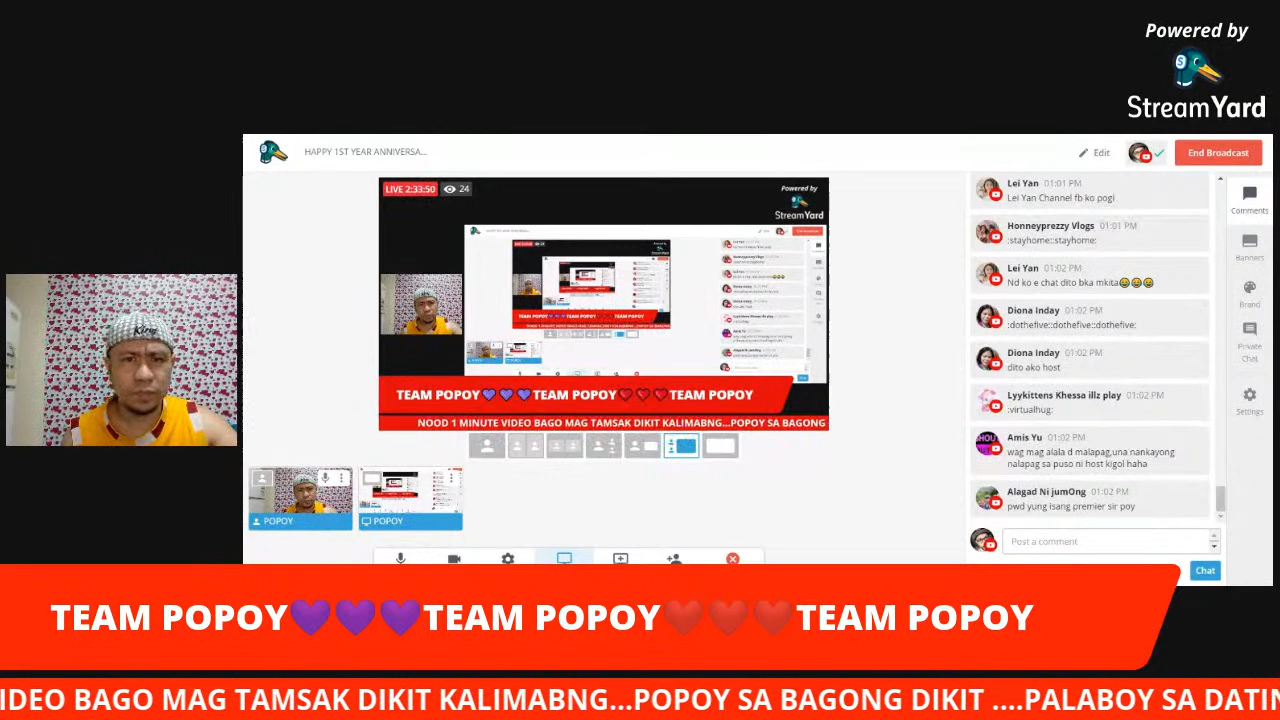 Powered by
StreamYard
HAPPY 1ST YEAR ANNIVERSA...
Edit
End Broadcast
LIVE 2:33:50
24
Powered by
StreamYard
TEAM POPOY💜💜💜TEAM POPOY❤❤❤TEAM POPOY
NOOD 1 MINUTE VIDEO BAGO MAG TAMSAK DIKIT KALIMABNG...POPOY SA BAGONG
POPOY
POPOY
Lei Yan 01:01 PM
Lei Yan Channel fb ko pogi
Honneyprezzy Vlogs 01:01 PM
:stayhome::stayhome:
Lei Yan 01:02 PM
Nd ko e chat dito bka mkita😂😂😂
Diona Inday 01:02 PM
:dothefive::dothefive::dothefive:
Diona Inday 01:02 PM
dito ako host
Lyykittens Khessa illz play 01:02 PM
:virtualhug:
Amis Yu 01:02 PM
wag mag alala d malapag,una nankayong
nalapag sa puso ni host kigol haha
Alagad Ni jumOng 01:02 PM
pwd yung isang premier sir poy
Post a comment
Chat
Comments
Banners
Brand
Private
Chat
Settings
King
TEAM POPOY💜💜💜TEAM POPOY❤❤❤TEAM POPOY
IDEO BAGO MAG TAMSAK DIKIT KALIMABNG...POPOY SA BAGONG DIKIT ....PALABOY SA DATIN